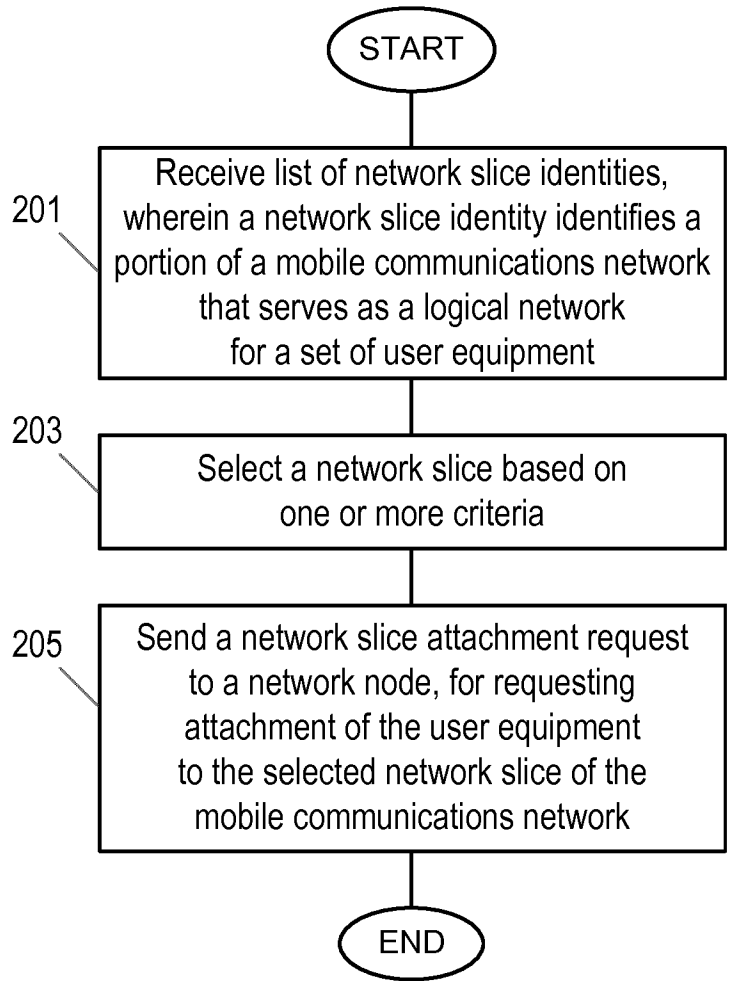 START
201
Receive list of network slice identities,
wherein a network slice identity identifies a
portion of a mobile communications network
that serves as a logical network
for a set of user equipment
203
Select a network slice based on
one or more criteria
205
Send a network slice attachment request
to a network node, for requesting
attachment of the user equipment
to the selected network slice of the
mobile communications network
END